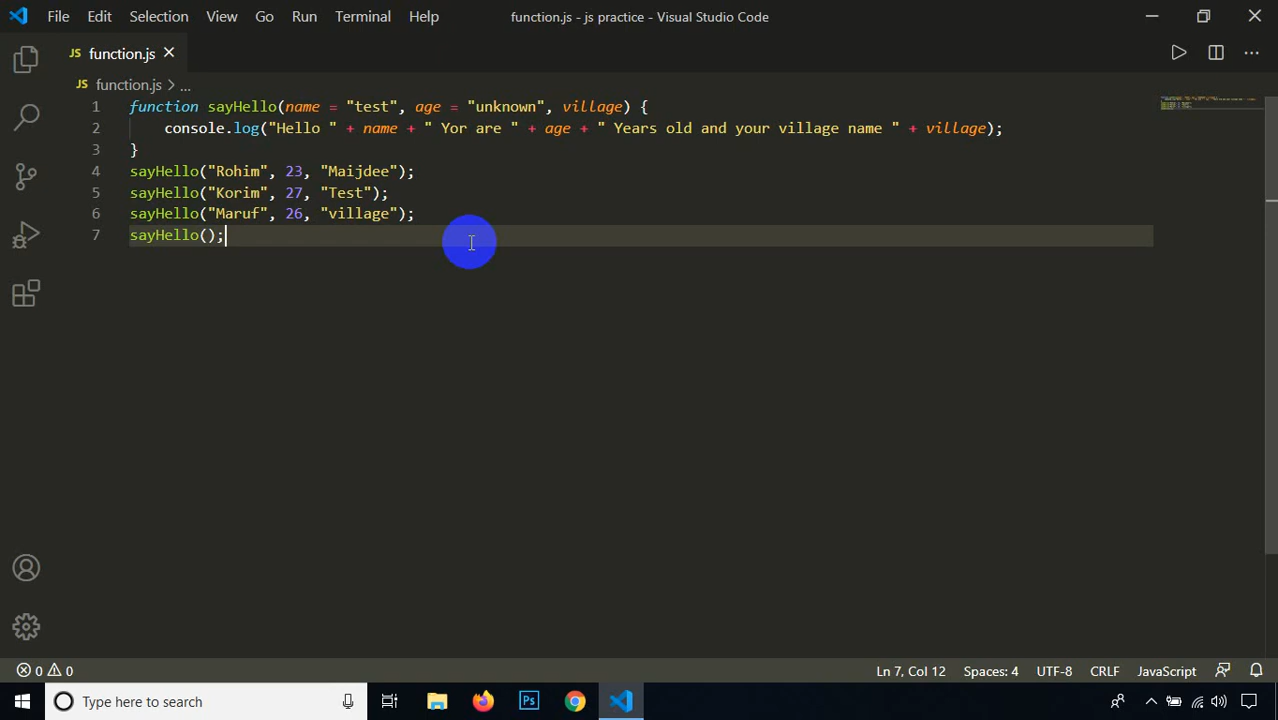 File Edit Selection View Go Run Terminal Help function.js - js practice - Visual Studio Code
JS function.js
JS function.js > ...
1 function sayHello(name = "test", age = "unknown", village) {
2 console.log("Hello " + name + " Yor are " + age + " Years old and your village name " + village);
3 }
4 sayHello("Rohim", 23, "Maijdee");
5 sayHello("Korim", 27, "Test");
6 sayHello("Maruf", 26, "village");
7 sayHello();
0 0 Ln 7, Col 12 Spaces: 4 UTF-8 CRLF JavaScript
Type here to search Ps